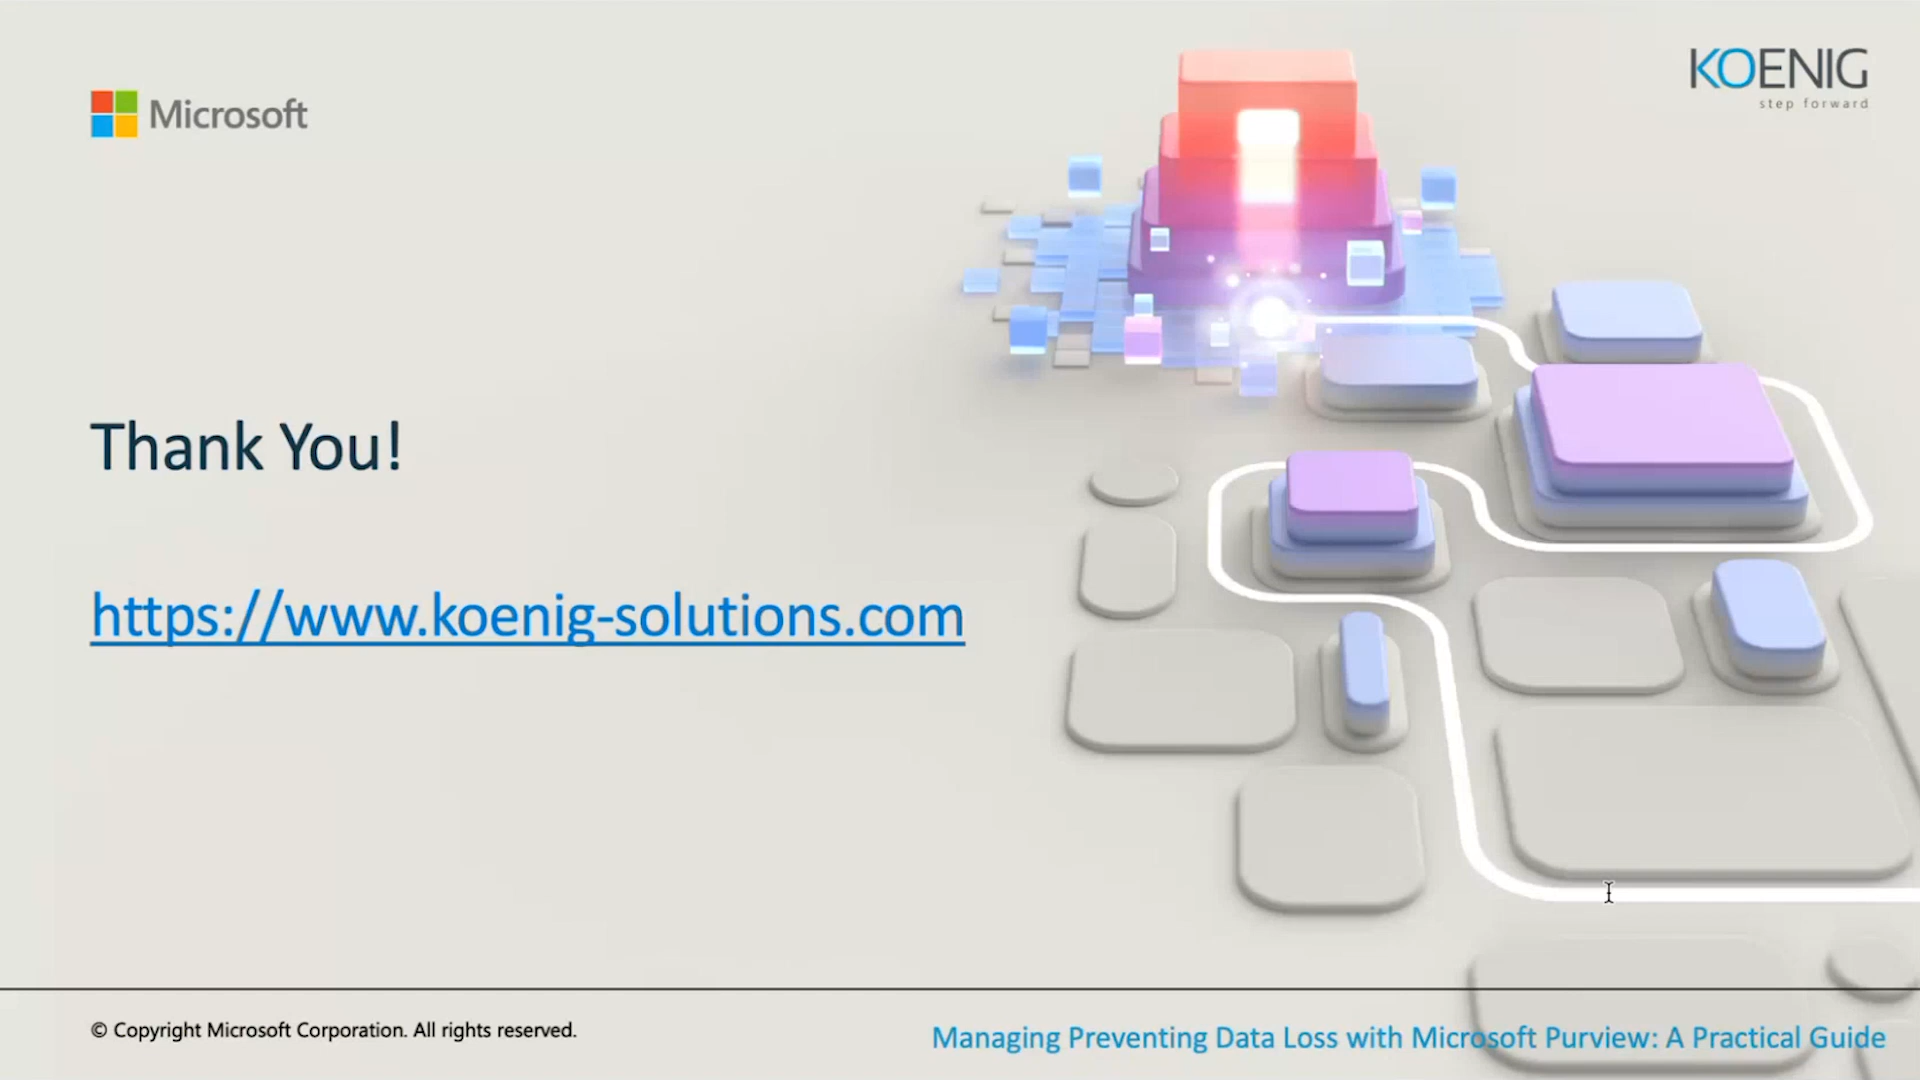 Microsoft
KOENIG
step forward
Thank You!
https://www.koenig-solutions.com
© Copyright Microsoft Corporation. All rights reserved.
Managing Preventing Data Loss with Microsoft Purview: A Practical Guide